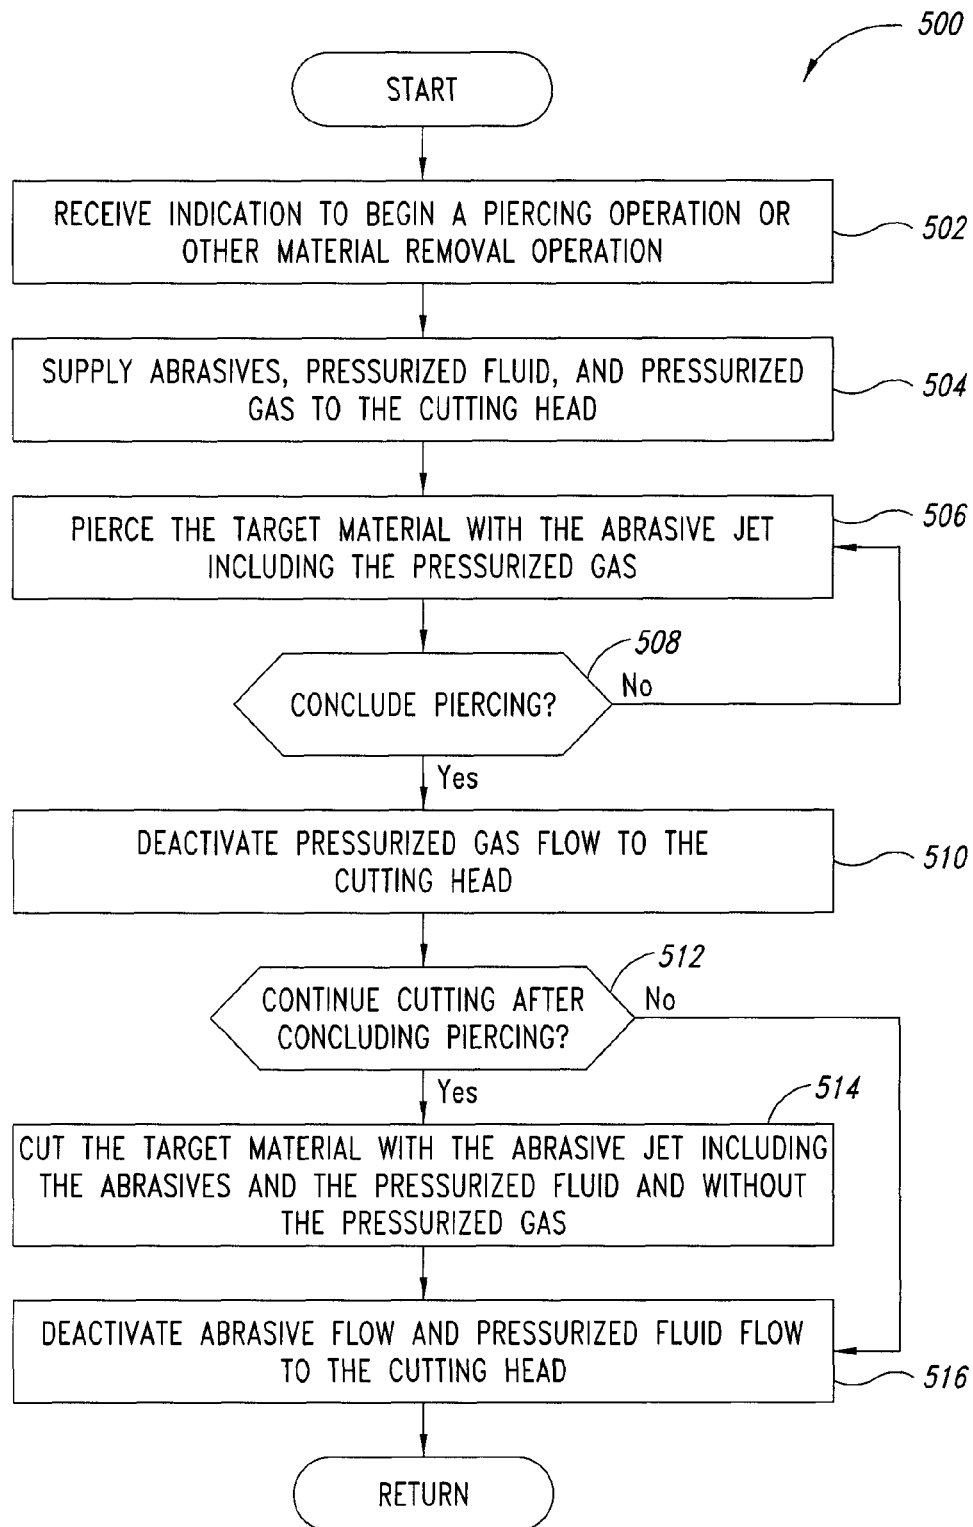 500
START
RECEIVE INDICATION TO BEGIN A PIERCING OPERATION OR
OTHER MATERIAL REMOVAL OPERATION
502
SUPPLY ABRASIVES, PRESSURIZED FLUID, AND PRESSURIZED
GAS TO THE CUTTING HEAD
504
PIERCE THE TARGET MATERIAL WITH THE ABRASIVE JET
INCLUDING THE PRESSURIZED GAS
506
508
CONCLUDE PIERCING?
No
Yes
DEACTIVATE PRESSURIZED GAS FLOW TO THE
CUTTING HEAD
510
512
CONTINUE CUTTING AFTER
CONCLUDING PIERCING?
No
Yes
514
CUT THE TARGET MATERIAL WITH THE ABRASIVE JET INCLUDING
THE ABRASIVES AND THE PRESSURIZED FLUID AND WITHOUT
THE PRESSURIZED GAS
DEACTIVATE ABRASIVE FLOW AND PRESSURIZED FLUID FLOW
TO THE CUTTING HEAD
516
RETURN